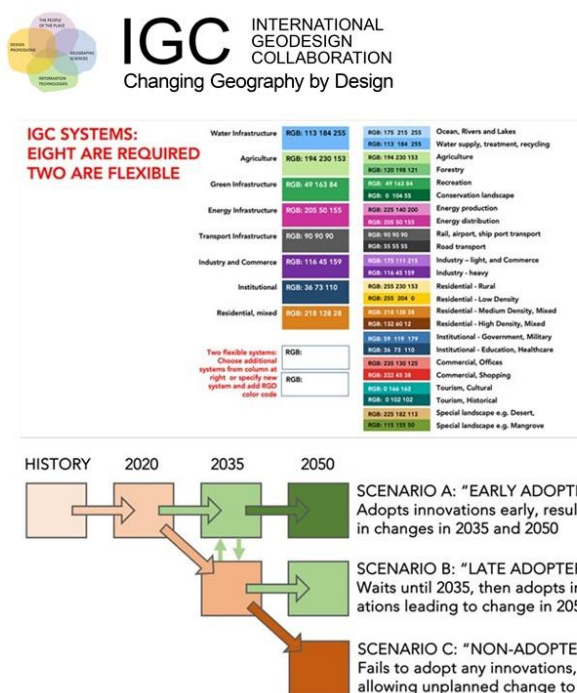 THE PEOPLE
OF THE PLACE
DESIGN
PROFESSIONS
GEOGRAPHIC
SCIENCES
INFORMATION
TECHNOLOGIES
IGC
INTERNATIONAL
GEODESIGN
COLLABORATION
Changing Geography by Design
IGC SYSTEMS:
EIGHT ARE REQUIRED
TWO ARE FLEXIBLE
Water Infrastructure RGB: 113 184 255
Agriculture RGB: 194 230 153
Green Infrastructure RGB: 49 163 84
Energy Infrastructure RGB: 205 50 155
Transport Infrastructure RGB: 90 90 90
Industry and Commerce RGB: 116 45 159
Institutional RGB: 36 73 110
Residential, mixed RGB: 218 128 28
Two flexible systems:
Choose additional
systems from column at
right or specify new
system and add RGD
color code
RGB:
RGB:
RGB: 175 215 255 Ocean, Rivers and Lakes
RGB: 113 184 255 Water supply, treatment, recycling
RGB: 194 230 153 Agriculture
RGB: 120 198 121 Forestry
RGB: 49 163 84 Recreation
RGB: 0 104 55 Conservation landscape
RGB: 225 140 200 Energy production
RGB: 205 50 155 Energy distribution
RGB: 90 90 90 Rail, airport, ship port transport
RGB: 55 55 55 Road transport
RGB: 175 111 215 Industry – light, and Commerce
RGB: 116 45 159 Industry - heavy
RGB: 255 230 153 Residential - Rural
RGB: 255 204 0 Residential - Low Density
RGB: 218 128 28 Residential - Medium Density, Mixed
RGB: 132 60 12 Residential - High Density, Mixed
RGB: 59 119 179 Institutional - Government, Military
RGB: 36 73 110 Institutional - Education, Healthcare
RGB: 235 130 125 Commercial, Offices
RGB: 222 45 38 Commercial, Shopping
RGB: 0 166 162 Tourism, Cultural
RGB: 0 102 102 Tourism, Historical
RGB: 225 182 113 Special landscape e.g. Desert,
RGB: 115 155 50 Special landscape e.g. Mangrove
HISTORY 2020 2035 2050
SCENARIO A: "EARLY ADOPTE
Adopts innovations early, resul
in changes in 2035 and 2050
SCENARIO B: "LATE ADOPTER
Waits until 2035, then adopts in
ations leading to change in 205
SCENARIO C: "NON-ADOPTE
Fails to adopt any innovations,
allowing unplanned change to